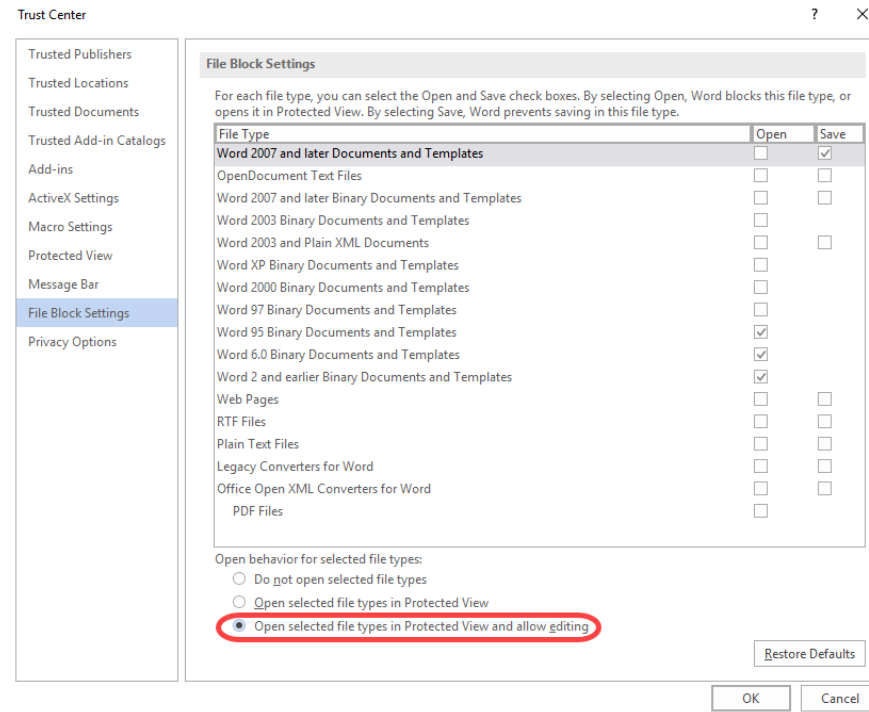 Trust Center
?
Trusted Publishers
Trusted Locations
Trusted Documents
Trusted Add-in Catalogs
Add-ins
ActiveX Settings
Macro Settings
Protected View
Message Bar
File Block Settings
Privacy Options
File Block Settings
For each file type, you can select the Open and Save check boxes. By selecting Open, Word blocks this file type, or
opens it in Protected View. By selecting Save, Word prevents saving in this file type.
File Type Open Save
Word 2007 and later Documents and Templates
OpenDocument Text Files
Word 2007 and later Binary Documents and Templates
Word 2003 Binary Documents and Templates
Word 2003 and Plain XML Documents
Word XP Binary Documents and Templates
Word 2000 Binary Documents and Templates
Word 97 Binary Documents and Templates
Word 95 Binary Documents and Templates
Word 6.0 Binary Documents and Templates
Word 2 and earlier Binary Documents and Templates
Web Pages
RTF Files
Plain Text Files
Legacy Converters for Word
Office Open XML Converters for Word
PDF Files
Open behavior for selected file types:
Do not open selected file types
Open selected file types in Protected View
Open selected file types in Protected View and allow editing
Restore Defaults
OK Cancel